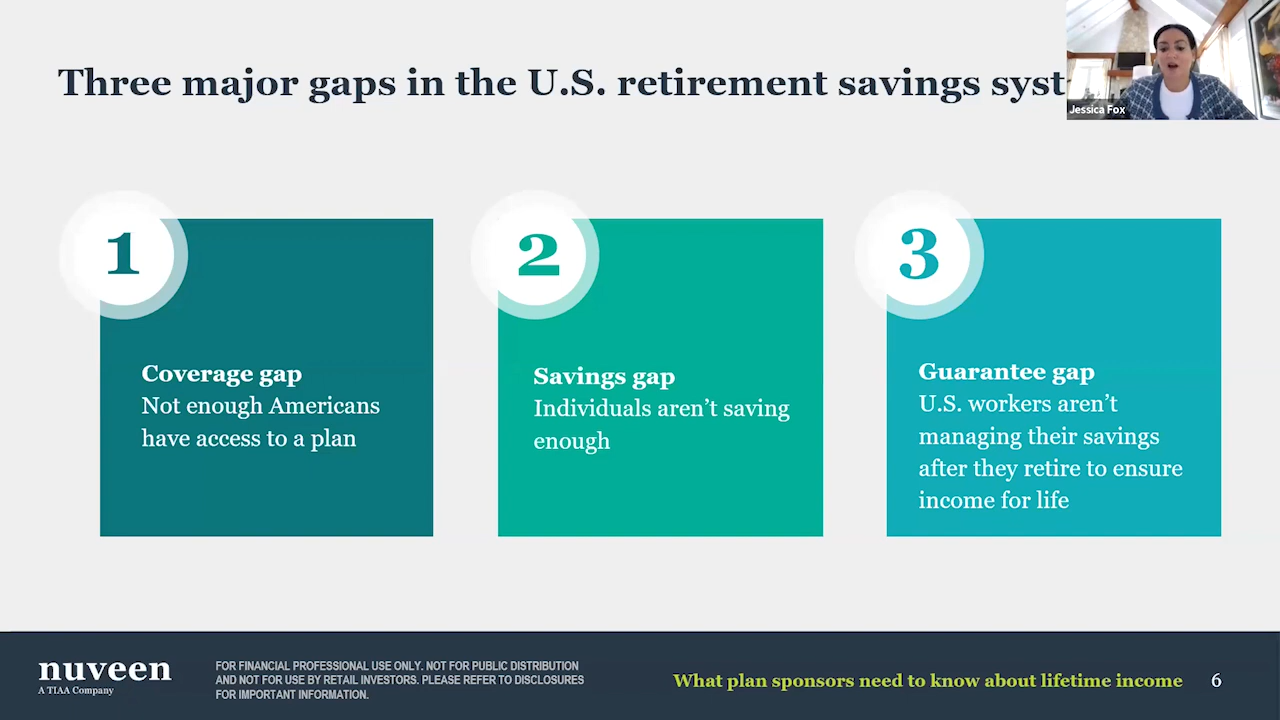 Three major gaps in the U.S. retirement savings syst
Jessica Fox
1
Coverage gap
Not enough Americans
have access to a plan
2
Savings gap
Individuals aren’t saving
enough
3
Guarantee gap
U.S. workers aren’t
managing their savings
after they retire to ensure
income for life
nuveen
A TIAA Company
FOR FINANCIAL PROFESSIONAL USE ONLY. NOT FOR PUBLIC DISTRIBUTION
AND NOT FOR USE BY RETAIL INVESTORS. PLEASE REFER TO DISCLOSURES
FOR IMPORTANT INFORMATION.
What plan sponsors need to know about lifetime income 6